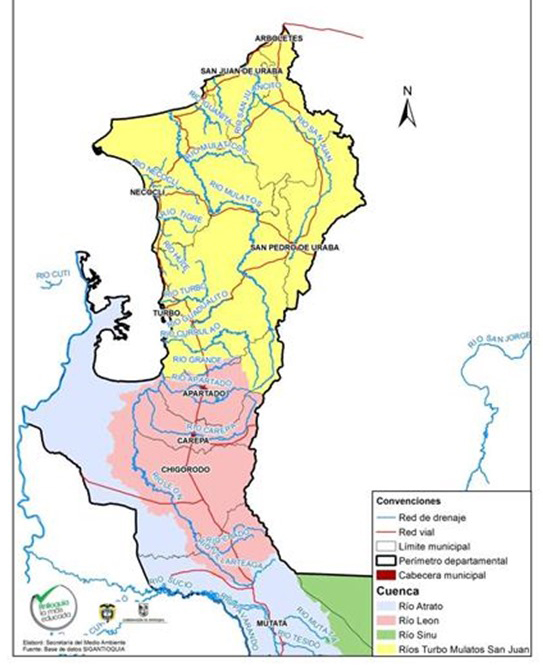 ARBOLETES
SAN JUAN DE URABA
N
RIO SAN JUAN
RIO MULATOS
RIO NECOCLI
NECOCLI
RIO MULATOS
RIO TIGRE
SAN PEDRO DE URABA
RIO CUTI
RIO TURBO
TURBO
RIO GUADUALITO
RIO CURRULAO
RIO SAN JORGE
RIO GRANDE
RIO APARTADO
APARTADO
RIO CAREPA
CAREPA
CHIGORODO
RIO LEON
RIO SUCIO
MUTATA
RIO TESIDO
Convenciones
Red de drenaje
Red vial
Límite municipal
Perímetro departamental
Cabecera municipal
Cuenca
Río Atrato
Río Leon
Río Sinu
Ríos Turbo Mulatos San Juan
Antioquia
la más
educada
Elaboró: Secretaria del Medio Ambiente
Fuente: Base de datos SIGANTIOQUIA